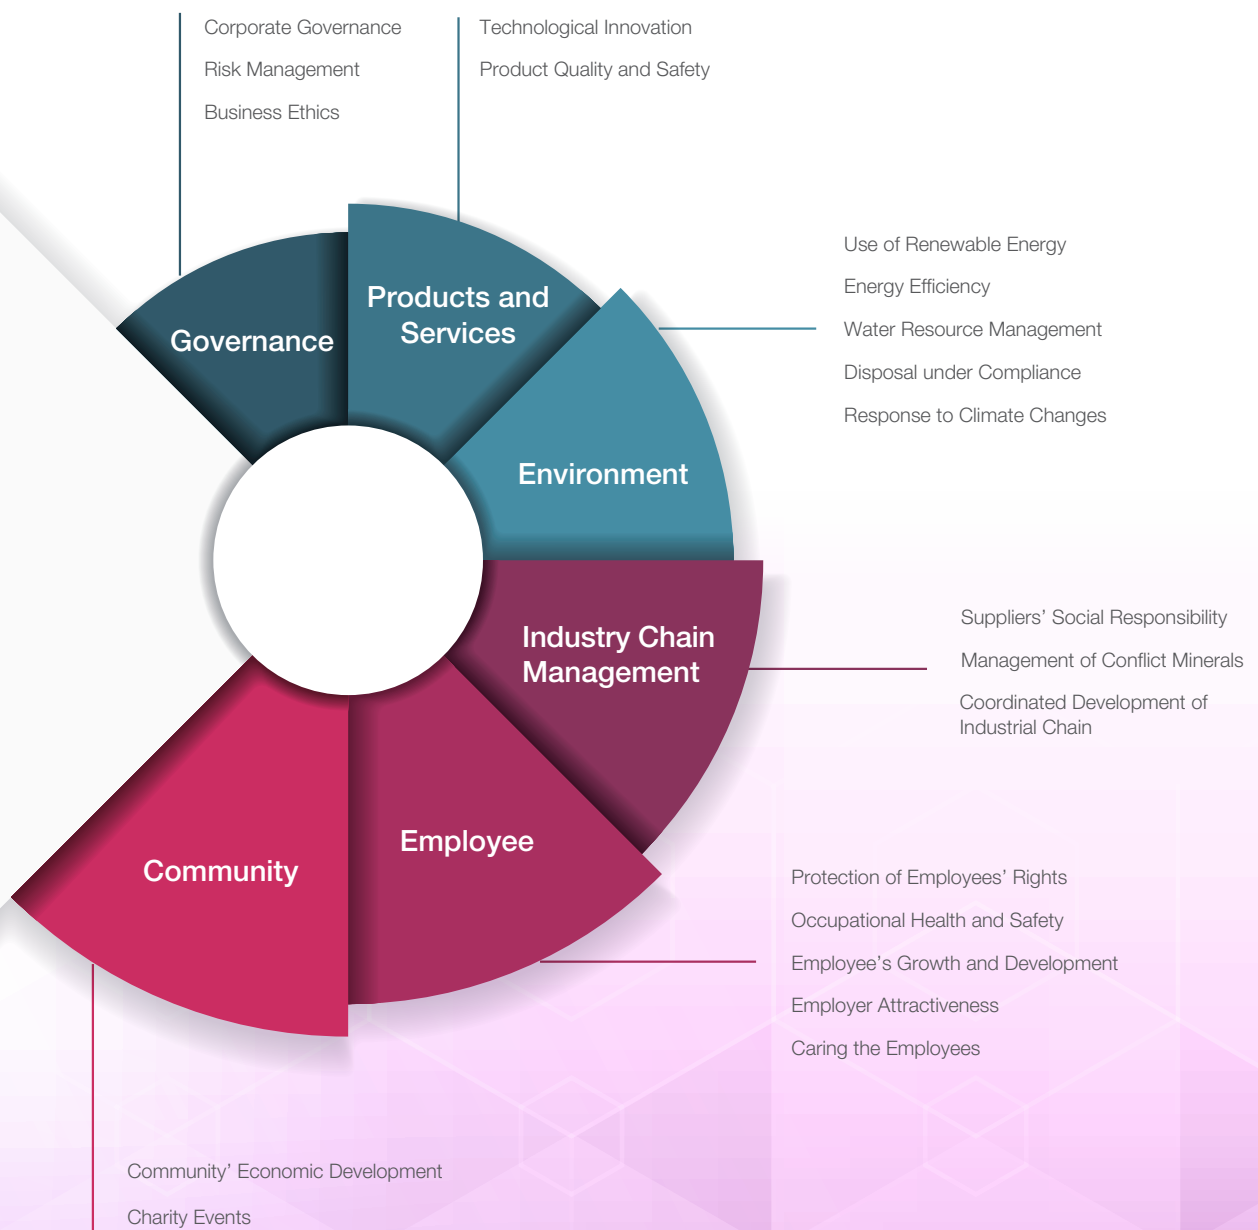 Corporate Governance
Risk Management
Business Ethics
Technological Innovation
Product Quality and Safety
Governance
Products and
Services
Environment
Use of Renewable Energy
Energy Efficiency
Water Resource Management
Disposal under Compliance
Response to Climate Changes
Industry Chain
Management
Suppliers’ Social Responsibility
Management of Conflict Minerals
Coordinated Development of
Industrial Chain
Employee
Protection of Employees’ Rights
Occupational Health and Safety
Employee’s Growth and Development
Employer Attractiveness
Caring the Employees
Community
Community’ Economic Development
Charity Events